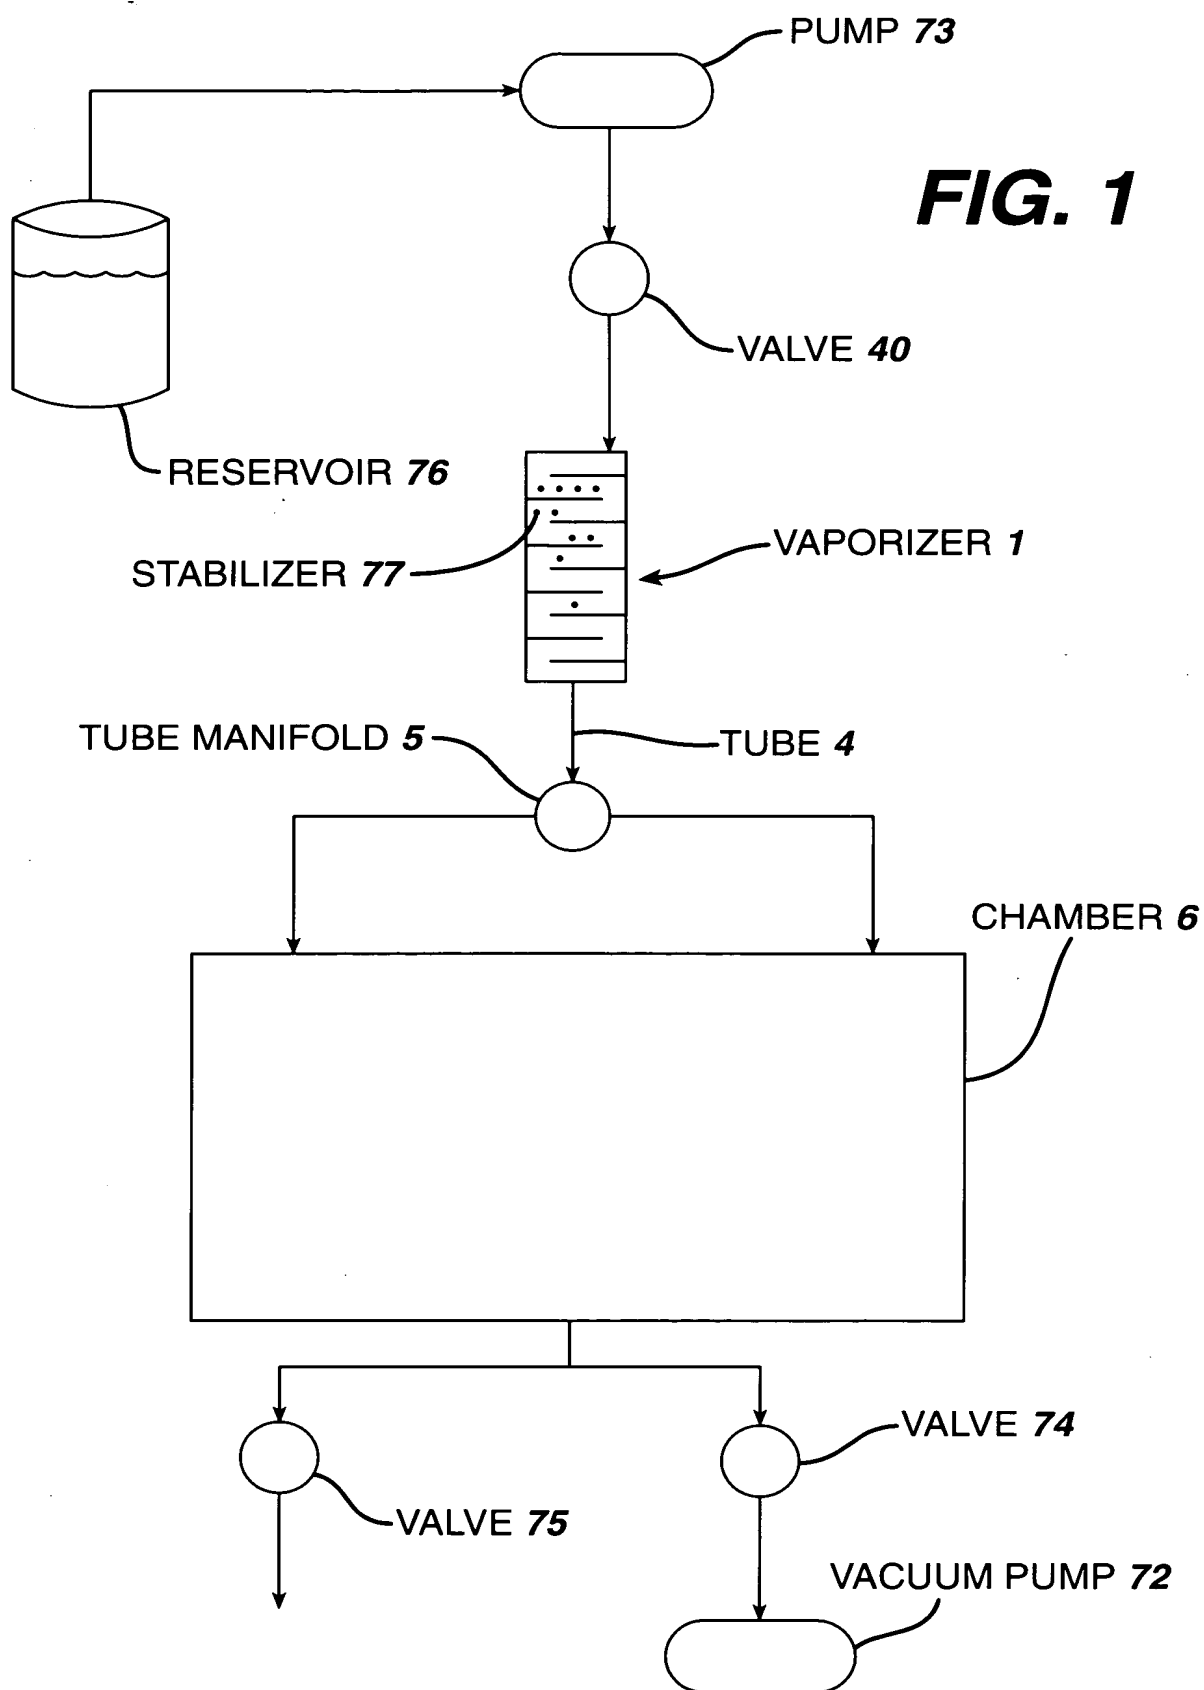 PUMP 73
FIG. 1
VALVE 40
RESERVOIR 76
VAPORIZER 1
STABILIZER 77
TUBE MANIFOLD 5
TUBE 4
CHAMBER 6
VALVE 74
VALVE 75
VACUUM PUMP 72